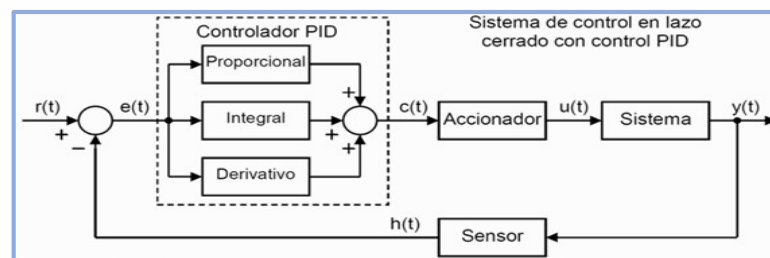 Controlador PID
Sistema de control en lazo
cerrado con control PID
Proporcional
r(t)
+
−
e(t)
Integral
Derivativo
+
+
+
c(t)
Accionador
u(t)
Sistema
y(t)
h(t)
Sensor